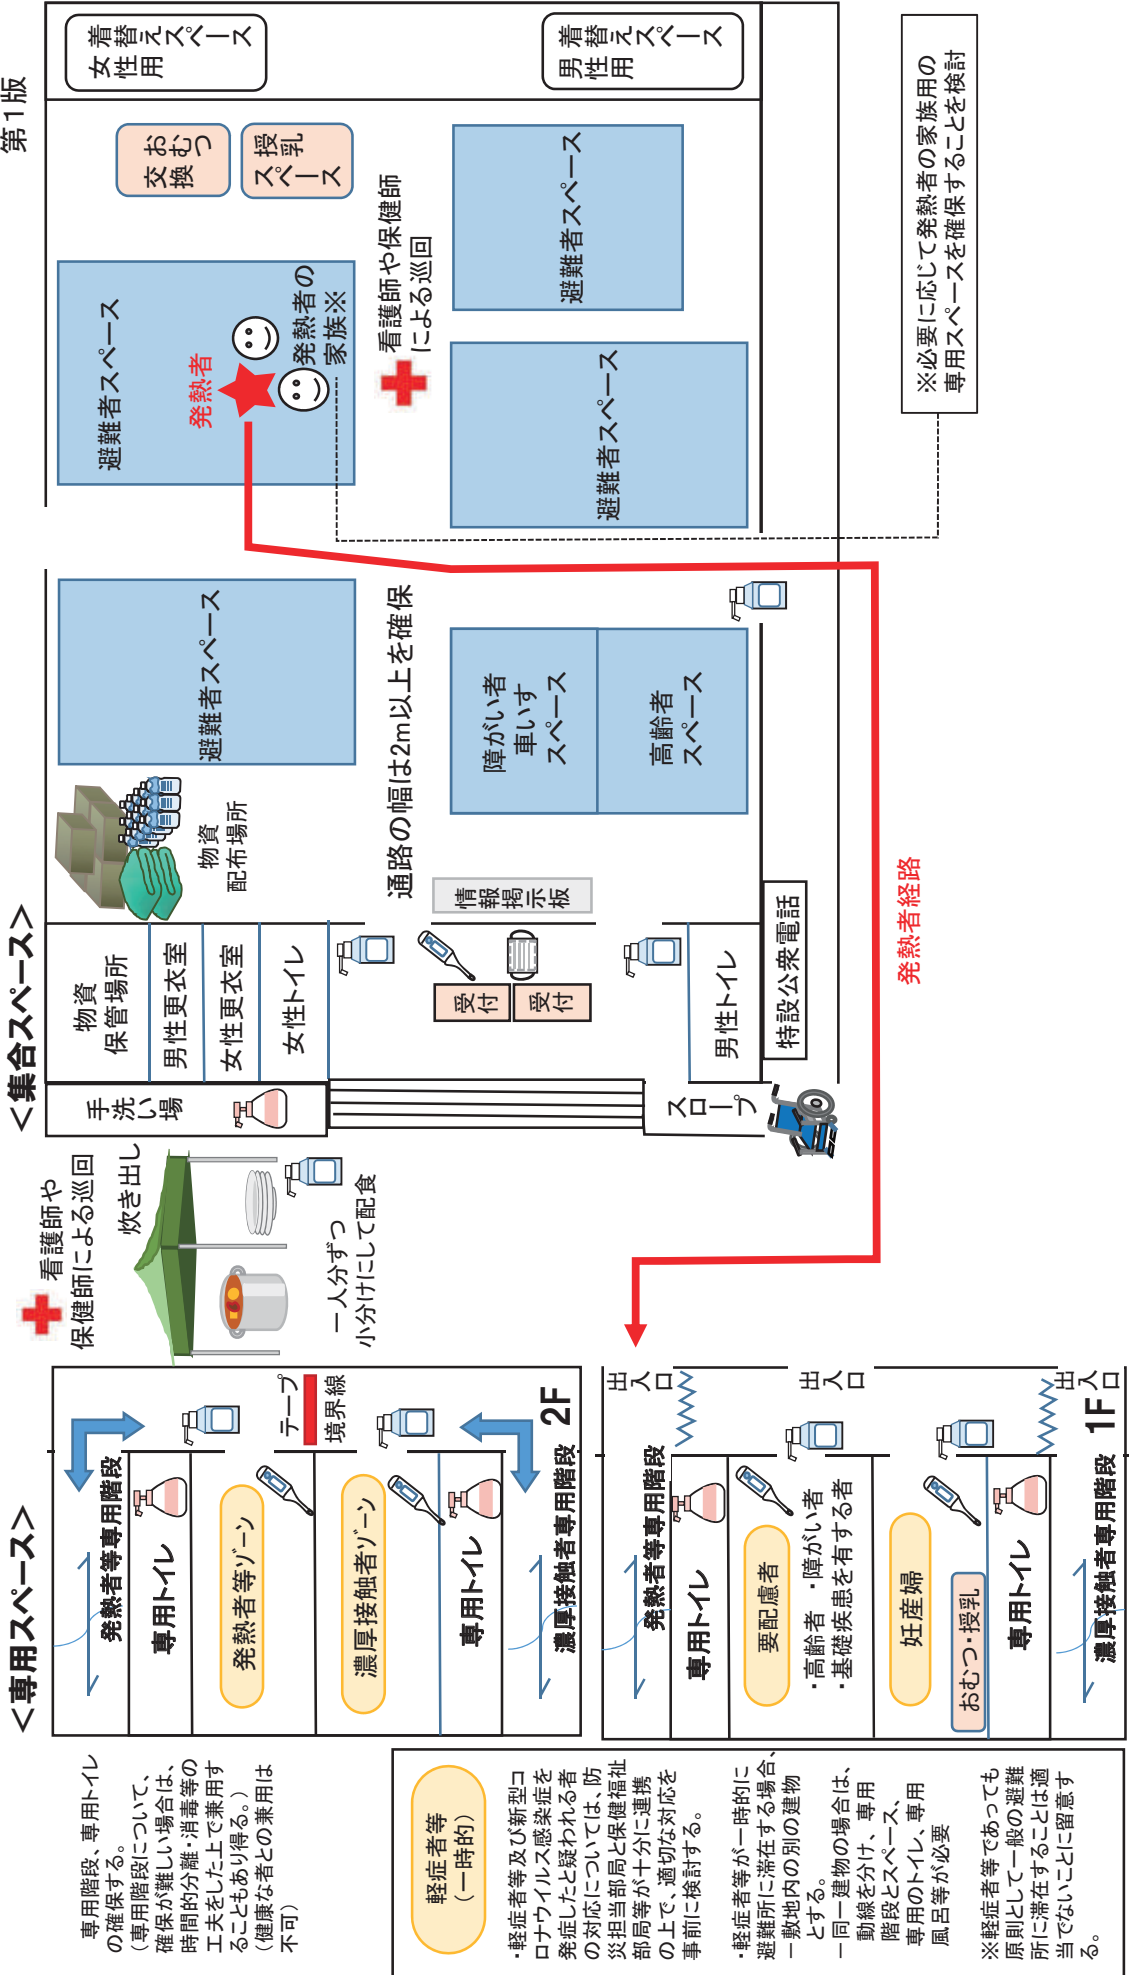 第1版
<専用スペース>
<集合スペース>
専用階段、専用トイレ
の確保する。
(専用階段について、
確保が難しい場合は、
時間的分離・消毒等の
工夫をした上で兼用す
ることもあり得る。)
(健康な者との兼用は
不可)
発熱者等専用階段
専用トイレ
発熱者等ゾーン
濃厚接触者ゾーン
専用トイレ
濃厚接触者専用階段
テープ
境界線
2F
看護師や
保健師による巡回
炊き出し
一人分ずつ
小分けにして配食
手洗い場
スロープ
物資
保管場所
男性更衣室
女性更衣室
女性トイレ
受付
受付
男性トイレ
特設公衆電話
情報掲示板
物資
配布場所
通路の幅は2m以上を確保
避難者スペース
障がい者
車いす
スペース
高齢者
スペース
避難者スペース
発熱者
発熱者の
家族※
看護師や保健師
による巡回
避難者スペース
避難者スペース
おむつ
交換
授乳
スペース
女性用
着替えスペース
男性用
着替えスペース
※必要に応じて発熱者の家族用の
専用スペースを確保することを検討
発熱者経路
軽症者等
(一時的)
・軽症者等及び新型コ
ロナウイルス感染症を
発症したと疑われる者
の対応については、防
災担当部局と保健福祉
部局等が十分に連携
の上で、適切な対応を
事前に検討する。
・軽症者等が一時的に
避難所に滞在する場合、
－敷地内の別の建物
とする。
－同一建物の場合は、
動線を分け、専用
階段とスペース、
専用のトイレ、専用
風呂等が必要
※軽症者等であっても
原則として一般の避難
所に滞在することは適
当でないことに留意す
る。
発熱者等専用階段
専用トイレ
要配慮者
・高齢者 ・障がい者
・基礎疾患を有する者
妊産婦
おむつ・授乳
専用トイレ
濃厚接触者専用階段
出入口
出入口
出入口
1F